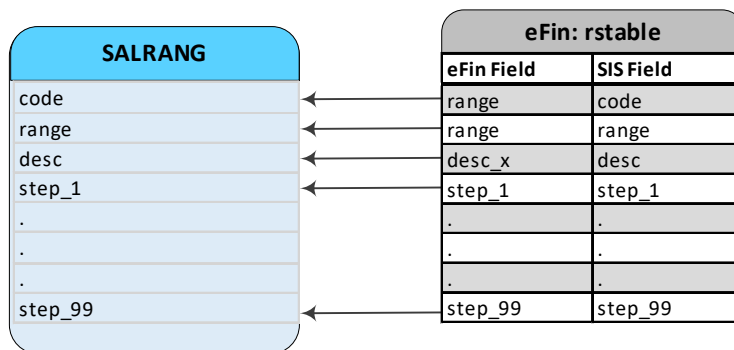 SALRANG
code
range
desc
step_1
.
.
.
step_99
eFin: rstable
eFin Field SIS Field
range code
range range
desc_x desc
step_1 step_1
. .
. .
. .
step_99 step_99